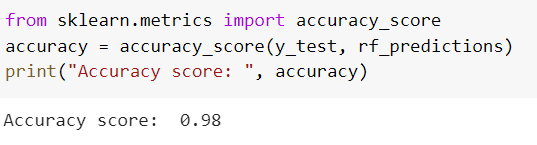 from sklearn.metrics import accuracy_score
accuracy = accuracy_score(y_test, rf_predictions)
print("Accuracy score: ", accuracy)
Accuracy score:  0.98